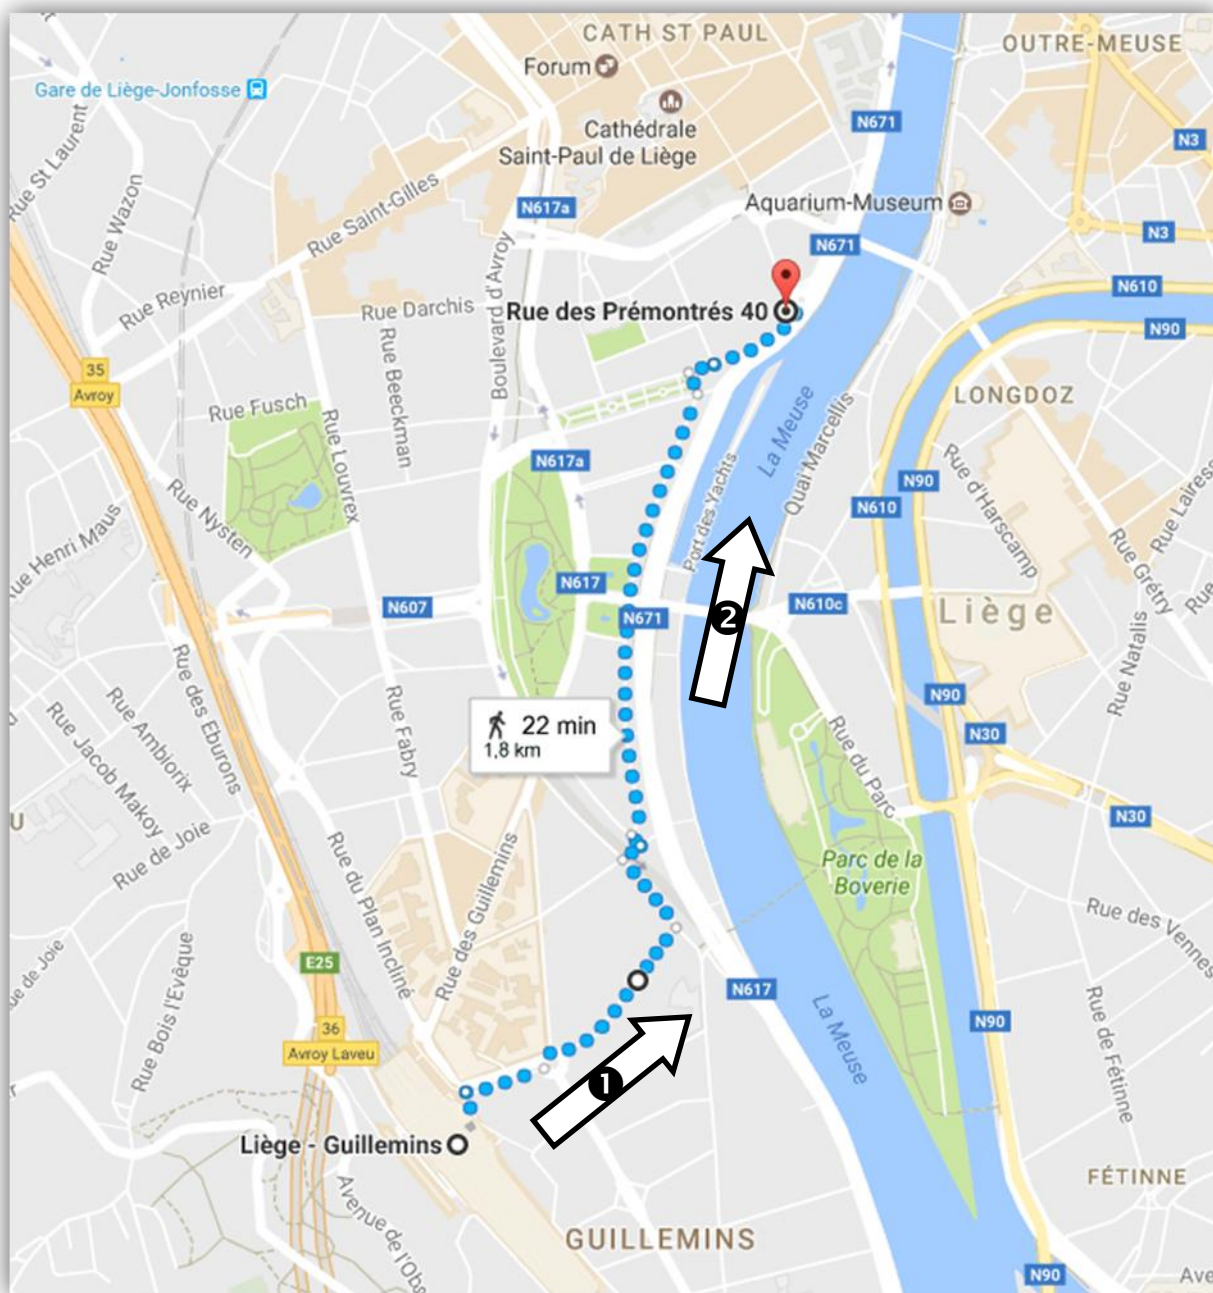 CATH ST PAUL
OUTRE-MEUSE
Forum
Gare de Liège-Jonfosse
Cathédrale
Saint-Paul de Liège
N671
N3
Rue St Laurent
Rue Wazon
Rue Saint-Gilles
N617a
Aquarium-Museum
N3
N671
Boulevard d'Avroy
Rue Reynier
Rue Darchis
Rue des Prémontrés 40
N610
N90
35
Avroy
Rue Beeckman
Rue Fusch
Rue Louvrex
LONGDOZ
La Meuse
Quai Marcellis
N617a
Port des Yachts
N90
N610
Rue d'Harscamp
Rue Lairesse
Rue Nysten
Rue Henri Maus
Rue Grétry
N617
N607
N671
2
N610c
Liège
Rue
Rue Natalis
Rue des Eburons
Rue Ambiorix
Rue Jacob Makoy
Rue Fabry
N90
N30
22 min
1,8 km
Rue du Parc
U
Rue de Joie
N30
Rue du Plan Incliné
Rue des Guillemins
Parc de la
Boverie
Rue des Vennes
Rue Bois l'Evêque
ue de Joie
E25
N617
La Meuse
N90
Rue de Fétinne
36
Avroy Laveu
1
Liège - Guillemins
Avenue de l'Obs
FÉTINNE
GUILLEMINS
N90
Ave